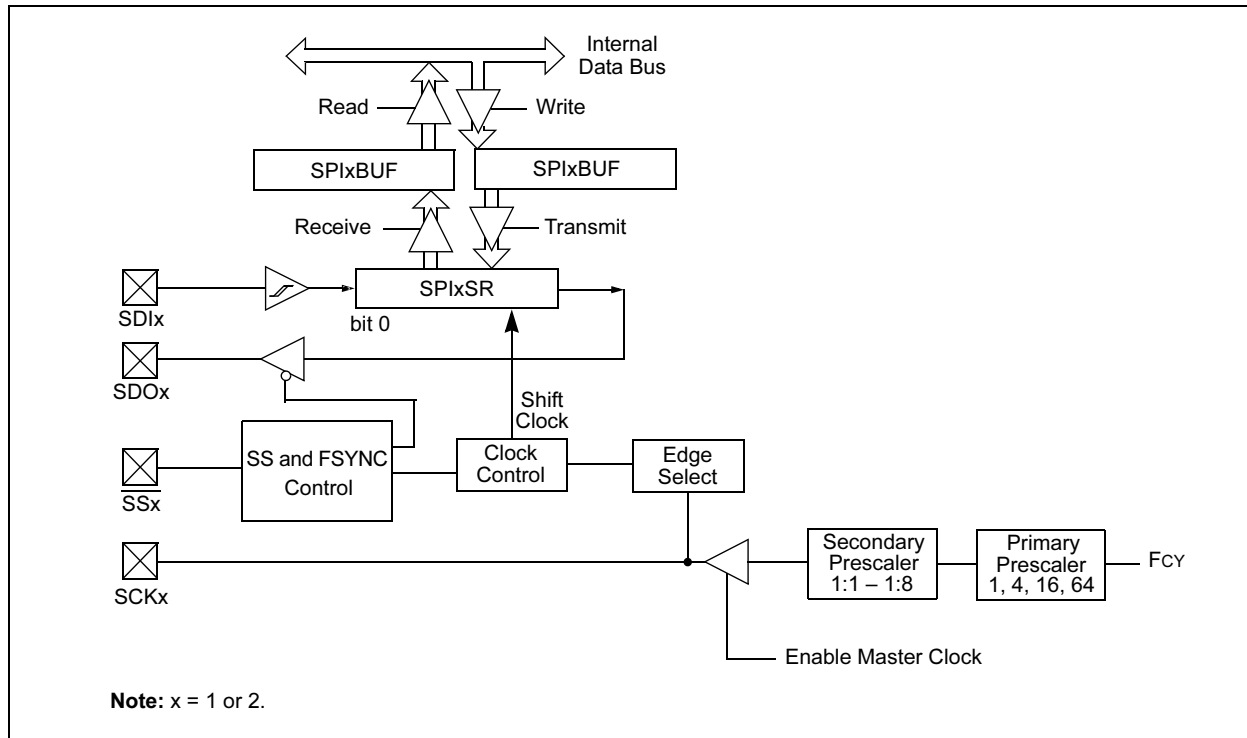 Internal
Data Bus
Read
Write
SPIxBUF
SPIxBUF
Receive
Transmit
SDIx
SPIxSR
bit 0
SDOx
Shift
Clock
SS and FSYNC
Control
Clock
Control
Edge
Select
SSx
Secondary
Prescaler
1:1 – 1:8
Primary
Prescaler
1, 4, 16, 64
FCY
SCKx
Enable Master Clock
Note: x = 1 or 2.